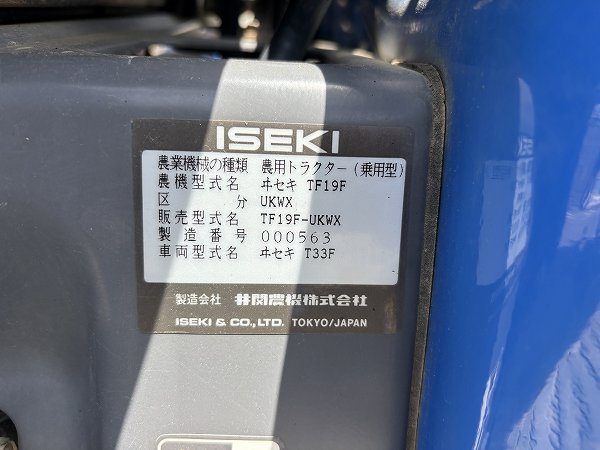 ISEKI
農業機械の種類 農用トラクター(乗用型)
農機型式名 ヰセキ TF19F
区分 UKWX
販売型式名 TF19F-UKWX
製造番号 000563
車両型式名 ヰセキ T33F
製造会社 井関農機株式会社
ISEKI & CO.,LTD. TOKYO/JAPAN